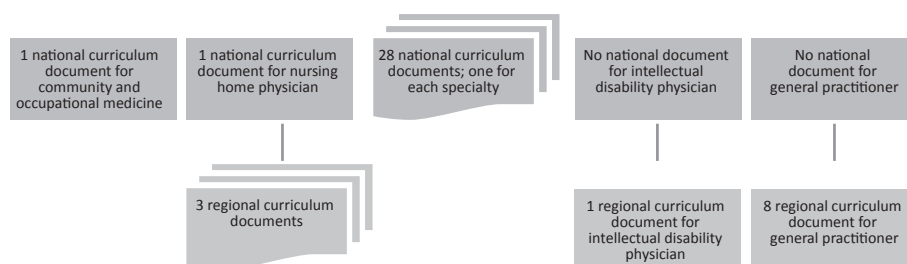 1 national curriculum
document for
community and
occupational medicine
1 national curriculum
document for nursing
home physician
28 national curriculum
documents; one for
each specialty
No national document
for intellectual
disability physician
No national
document for
general practitioner
3 regional curriculum
documents
1 regional curriculum
document for
intellectual disability
physician
8 regional curriculum
document for
general practitioner